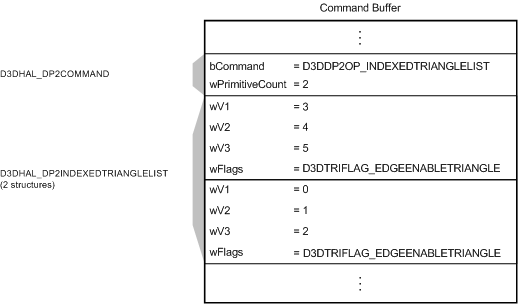 Command Buffer
D3DHAL_DP2COMMAND
bCommand = D3DDP2OP_INDEXEDTRIANGLELIST
wPrimitiveCount = 2
D3DHAL_DP2INDEXEDTRIANGLELIST
(2 structures)
wV1 = 3
wV2 = 4
wV3 = 5
wFlags = D3DTRIFLAG_EDGEENABLETRIANGLE
wV1 = 0
wV2 = 1
wV3 = 2
wFlags = D3DTRIFLAG_EDGEENABLETRIANGLE